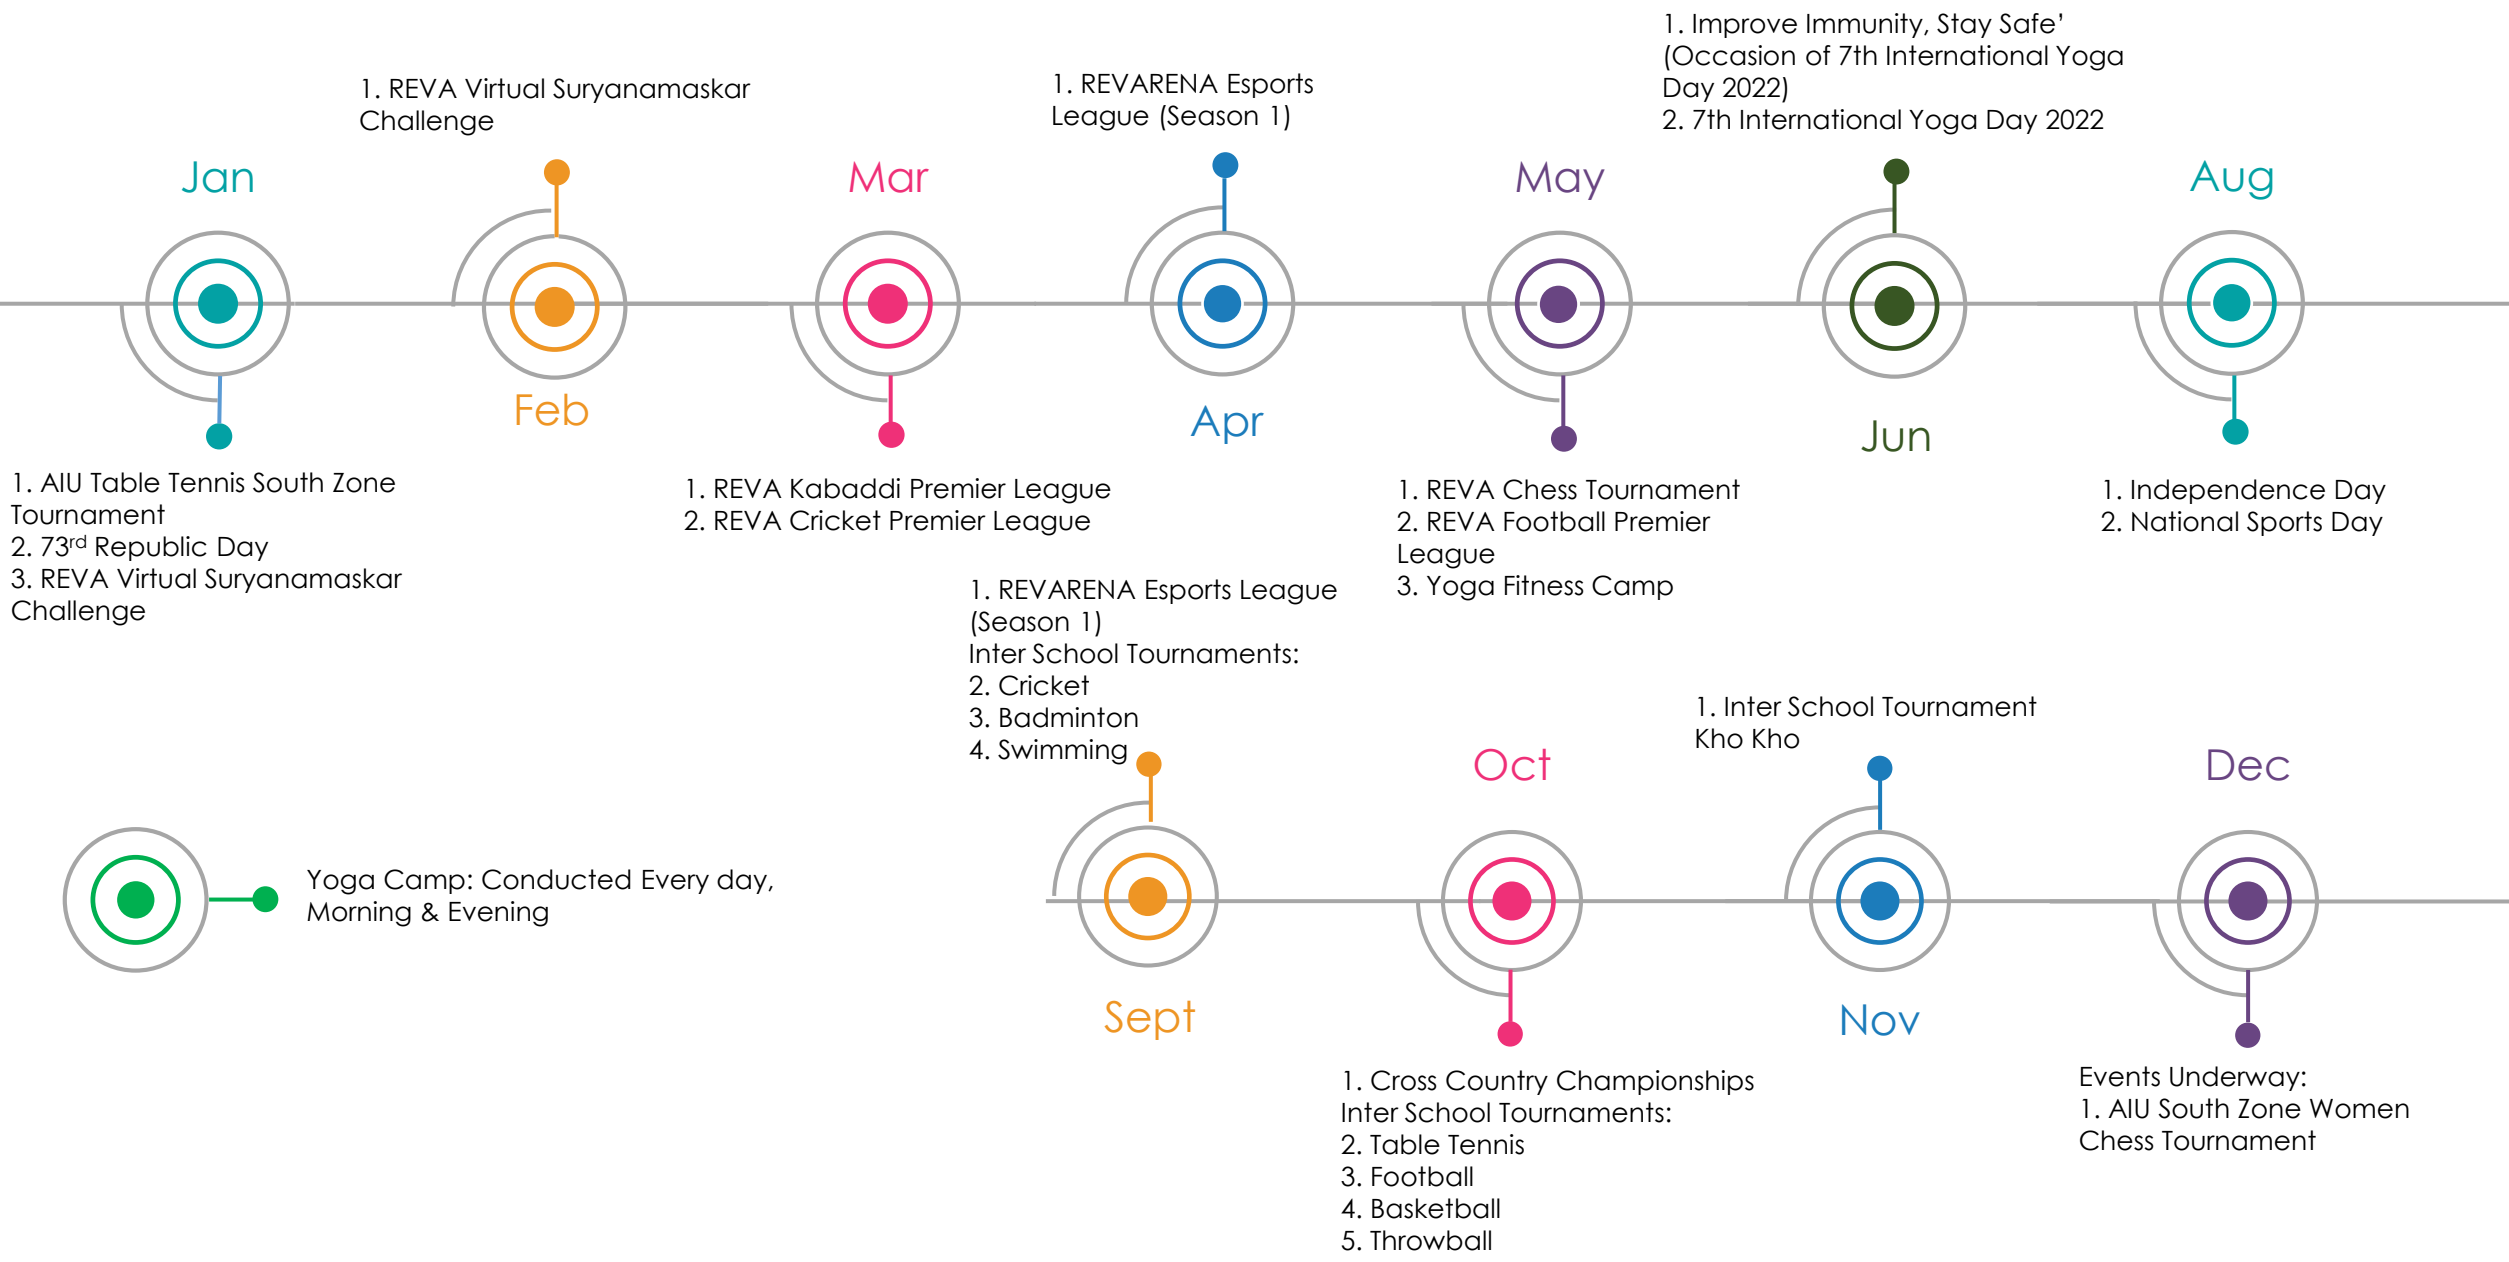 Jan
1. AIU Table Tennis South Zone
Tournament
2. 73rd Republic Day
3. REVA Virtual Suryanamaskar
Challenge
1. REVA Virtual Suryanamaskar
Challenge
Feb
Mar
1. REVA Kabaddi Premier League
2. REVA Cricket Premier League
1. REVARENA Esports
League (Season 1)
Apr
May
1. REVA Chess Tournament
2. REVA Football Premier
League
3. Yoga Fitness Camp
1. Improve Immunity, Stay Safe’
(Occasion of 7th International Yoga
Day 2022)
2. 7th International Yoga Day 2022
Jun
Aug
1. Independence Day
2. National Sports Day
Yoga Camp: Conducted Every day,
Morning & Evening
1. REVARENA Esports League
(Season 1)
Inter School Tournaments:
2. Cricket
3. Badminton
4. Swimming
Sept
Oct
1. Cross Country Championships
Inter School Tournaments:
2. Table Tennis
3. Football
4. Basketball
5. Throwball
1. Inter School Tournament
Kho Kho
Nov
Dec
Events Underway:
1. AIU South Zone Women
Chess Tournament